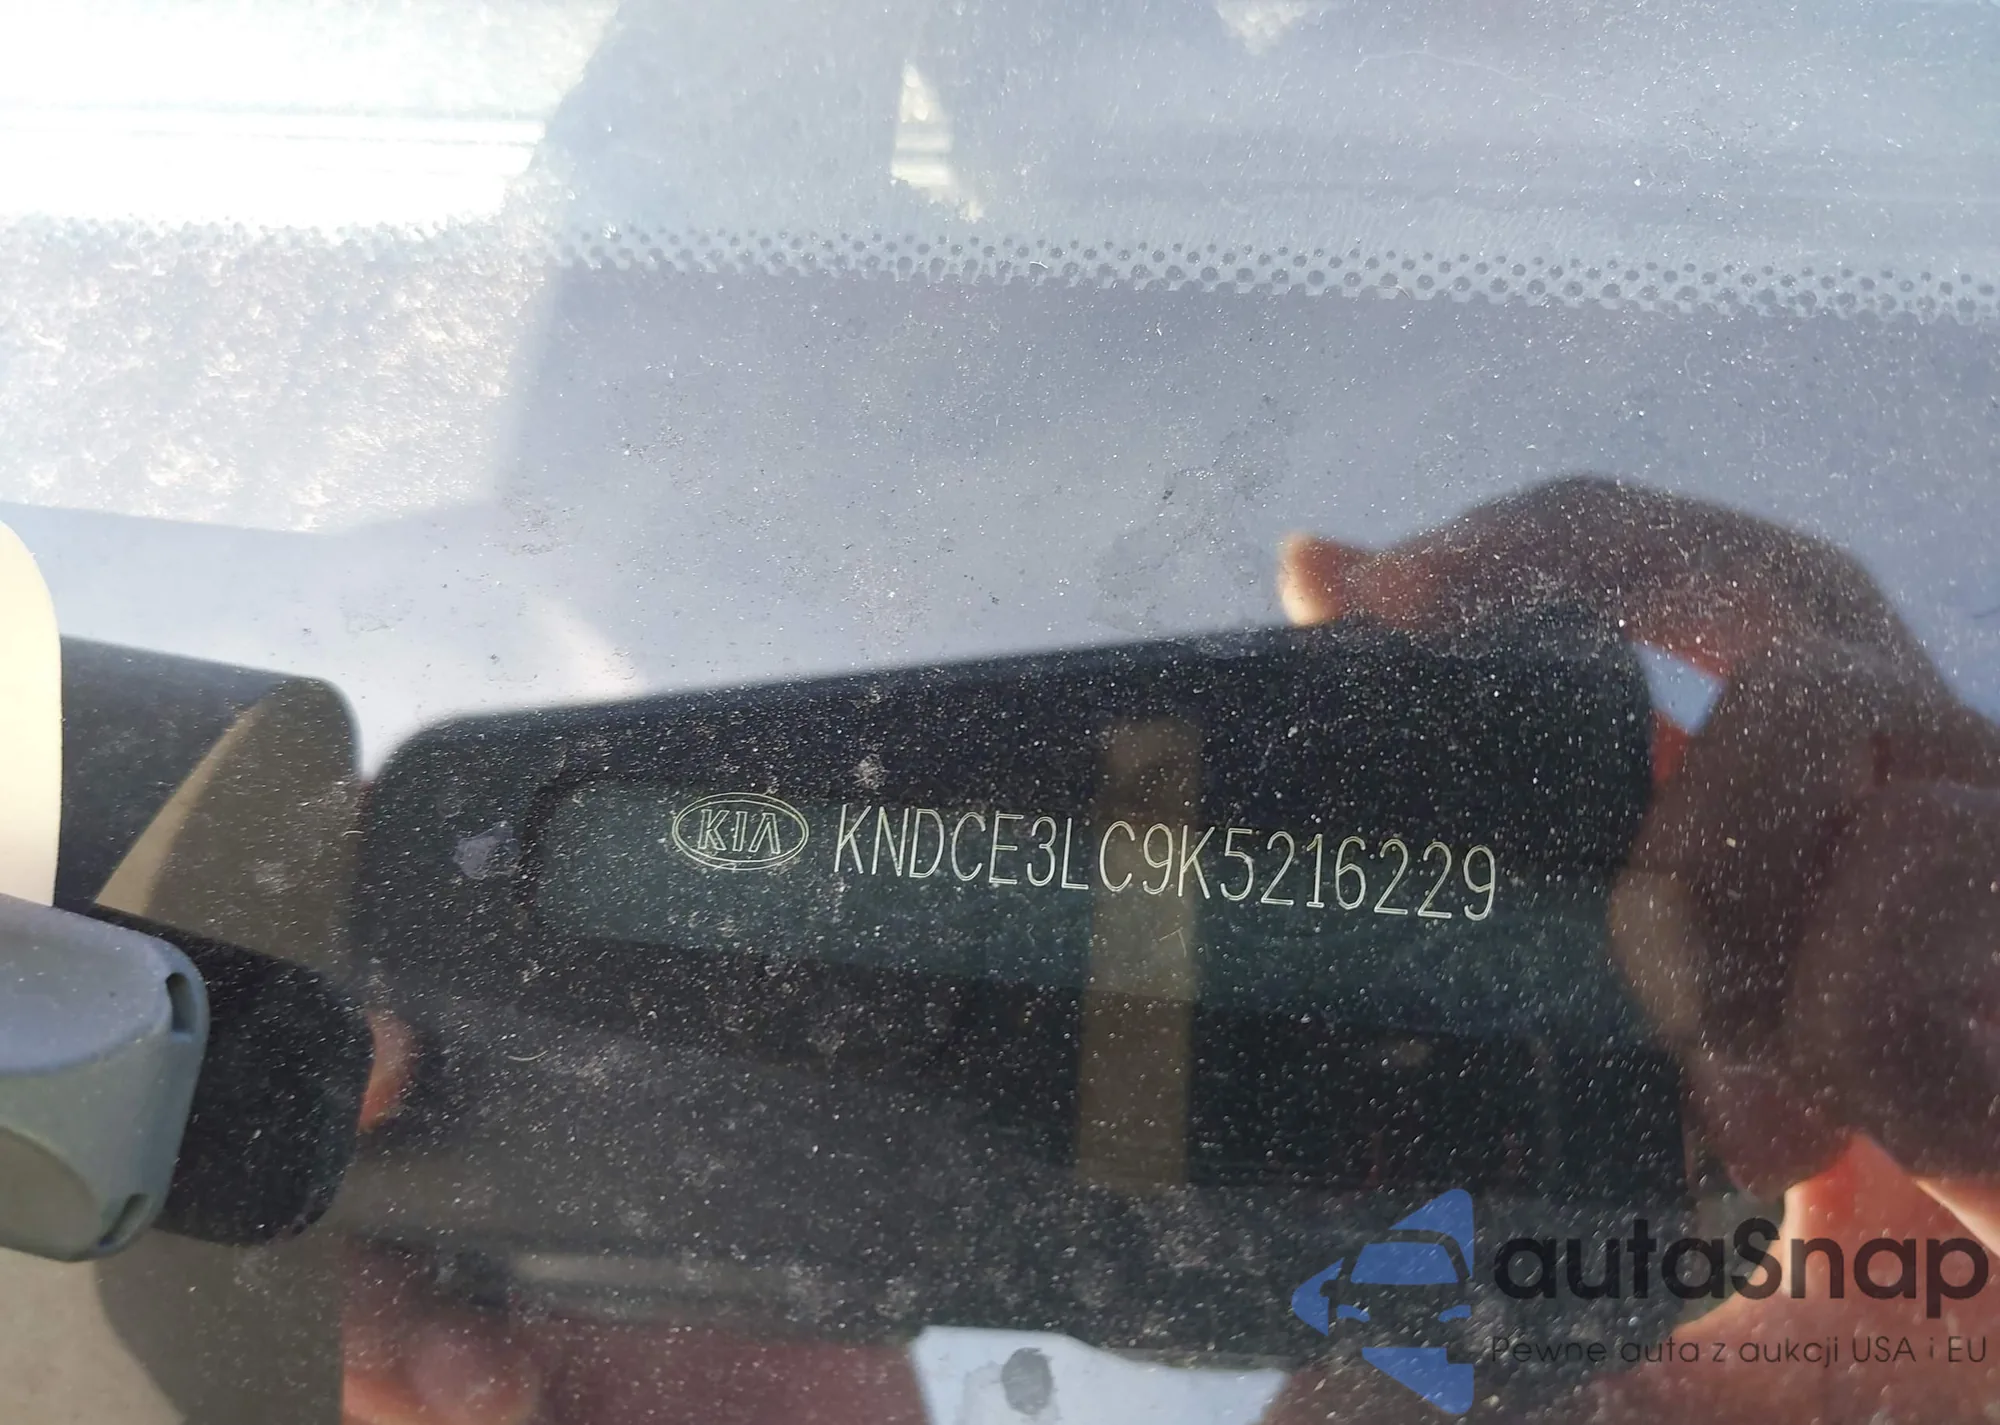 KIA KNDCE3LC9K5216229
autaSnap
Pewne auta z aukcji USA i EU